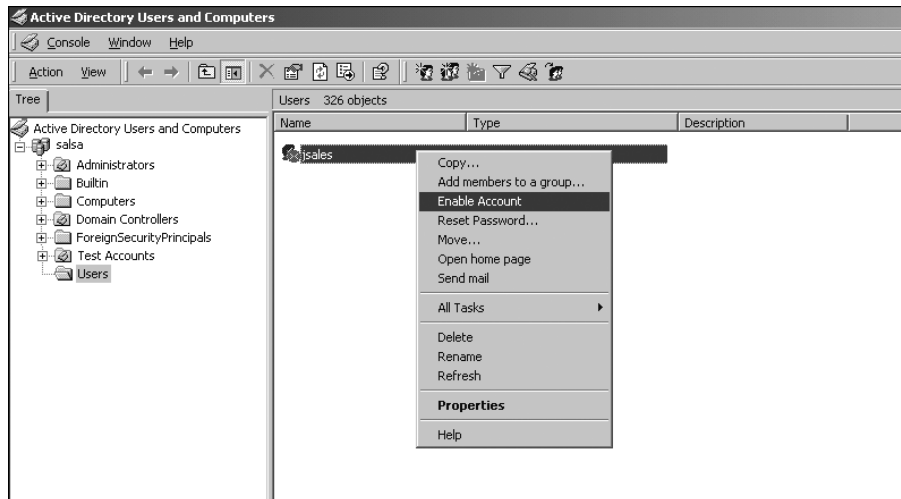 Active Directory Users and Computers
Console Window Help
Action View
Tree
Users 326 objects
Active Directory Users and Computers
salsa
Administrators
Builtin
Computers
Domain Controllers
ForeignSecurityPrincipals
Test Accounts
Users
Name Type Description
jsales
Copy...
Add members to a group...
Enable Account
Reset Password...
Move...
Open home page
Send mail
All Tasks
Delete
Rename
Refresh
Properties
Help